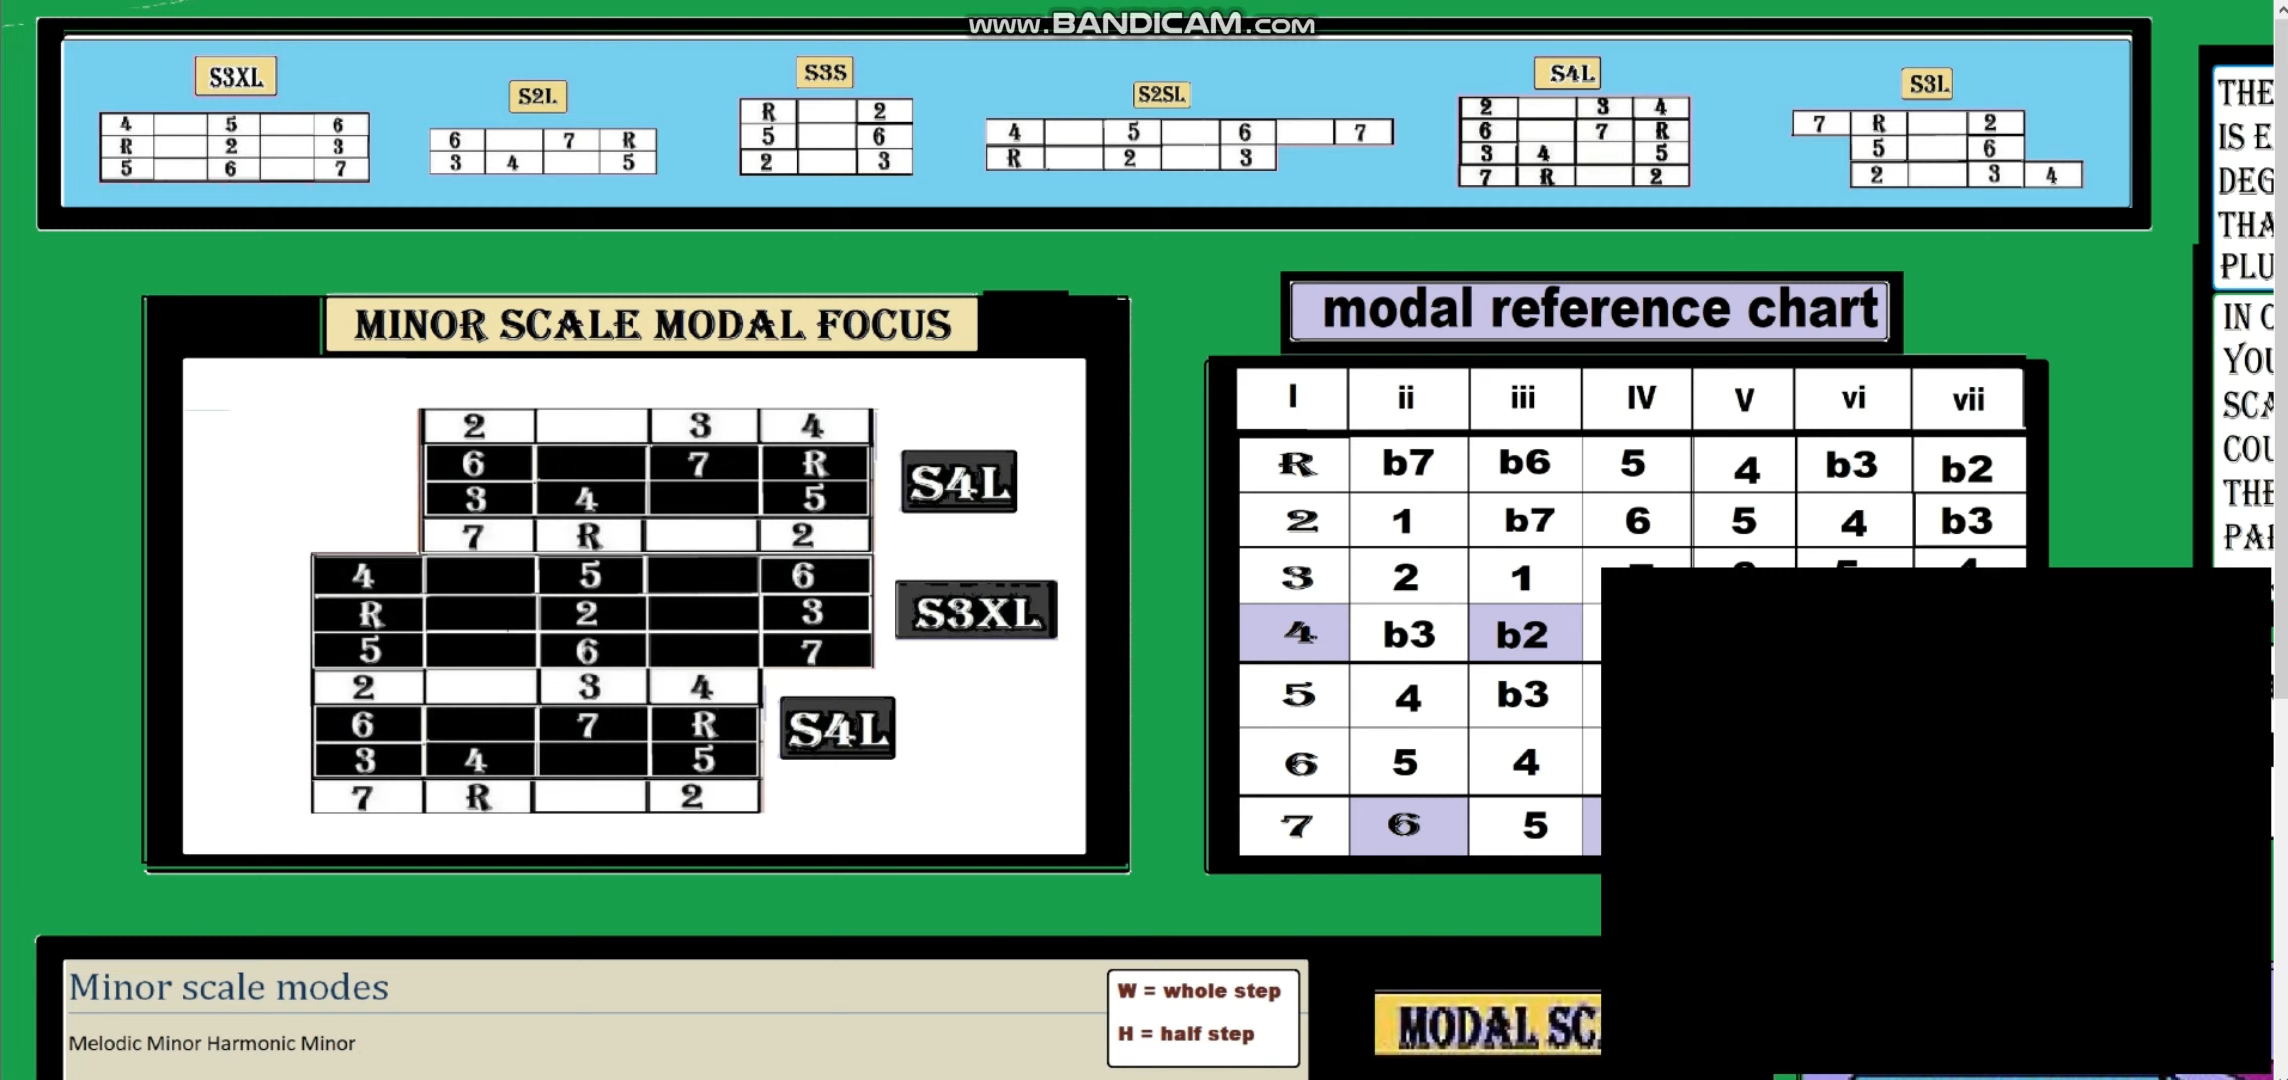 www.BANDICAM.com
S3XL
4 5 6
R 2 3
5 6 7
S2L
6 7 R
3 4 5
S3S
R 2
5 6
2 3
S2SL
4 5 6 7
R 2 3
S4L
2 3 4
6 7 R
3 4 5
7 R 2
S3L
7 R 2
5 6
2 3 4
THE
IS E
DEG
THA
PLU
IN
YOU
SCA
COU
THE
PAR
MINOR SCALE MODAL FOCUS
2 3 4
6 7 R
3 4 5
7 R 2
S4L
4 5 6
R 2 3
5 6 7
S3XL
2 3 4
6 7 R
3 4 5
7 R 2
S4L
modal reference chart
I ii iii IV V vi vii
R b7 b6 5 4 b3 b2
2 1 b7 6 5 4 b3
3 2 1
4 b3 b2
5 4 b3
6 5 4
7 6 5
Minor scale modes
Melodic Minor Harmonic Minor
W = whole step
H = half step
MODAL SC